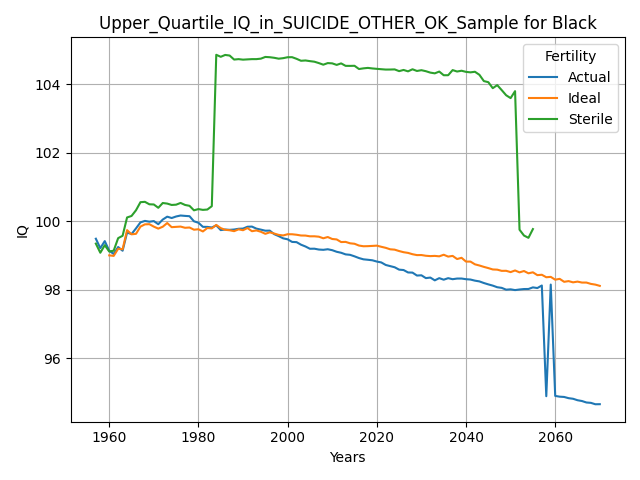 Upper_Quartile_IQ_in_SUICIDE_OTHER_OK_Sample for Black
Fertility
Actual
Ideal
Sterile
104
102
100
98
96
IQ
1960
1980
2000
2020
2040
2060
Years